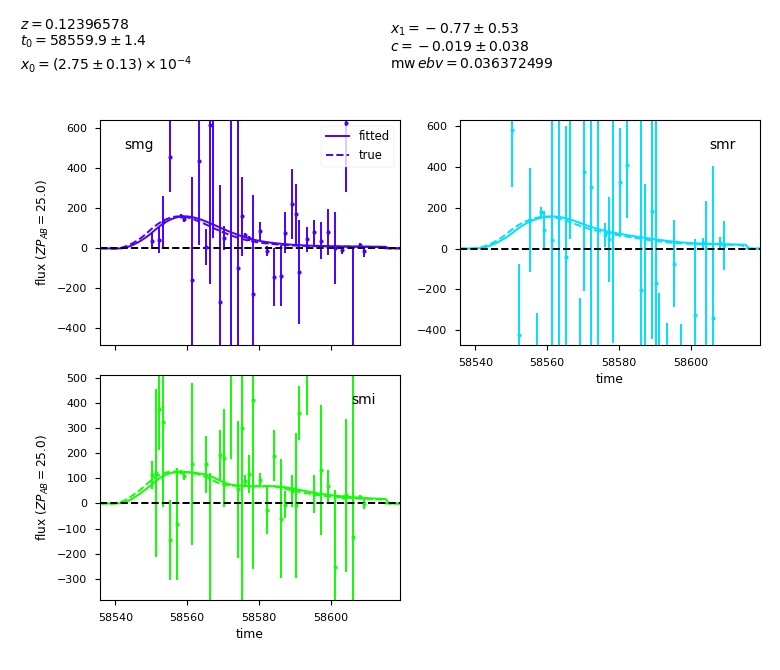 z = 0.12396578
t₀ = 58559.9 ± 1.4
x₀ = (2.75 ± 0.13) × 10⁻⁴
x₁ = −0.77 ± 0.53
c = −0.019 ± 0.038
mw ebv = 0.036372499
smg
fitted
true
600
400
200
0
−200
−400
flux (ZP_AB = 25.0)
smr
600
400
200
0
−200
−400
58540 58560 58580 58600
time
smi
500
400
300
200
100
0
−100
−200
−300
flux (ZP_AB = 25.0)
58540 58560 58580 58600
time